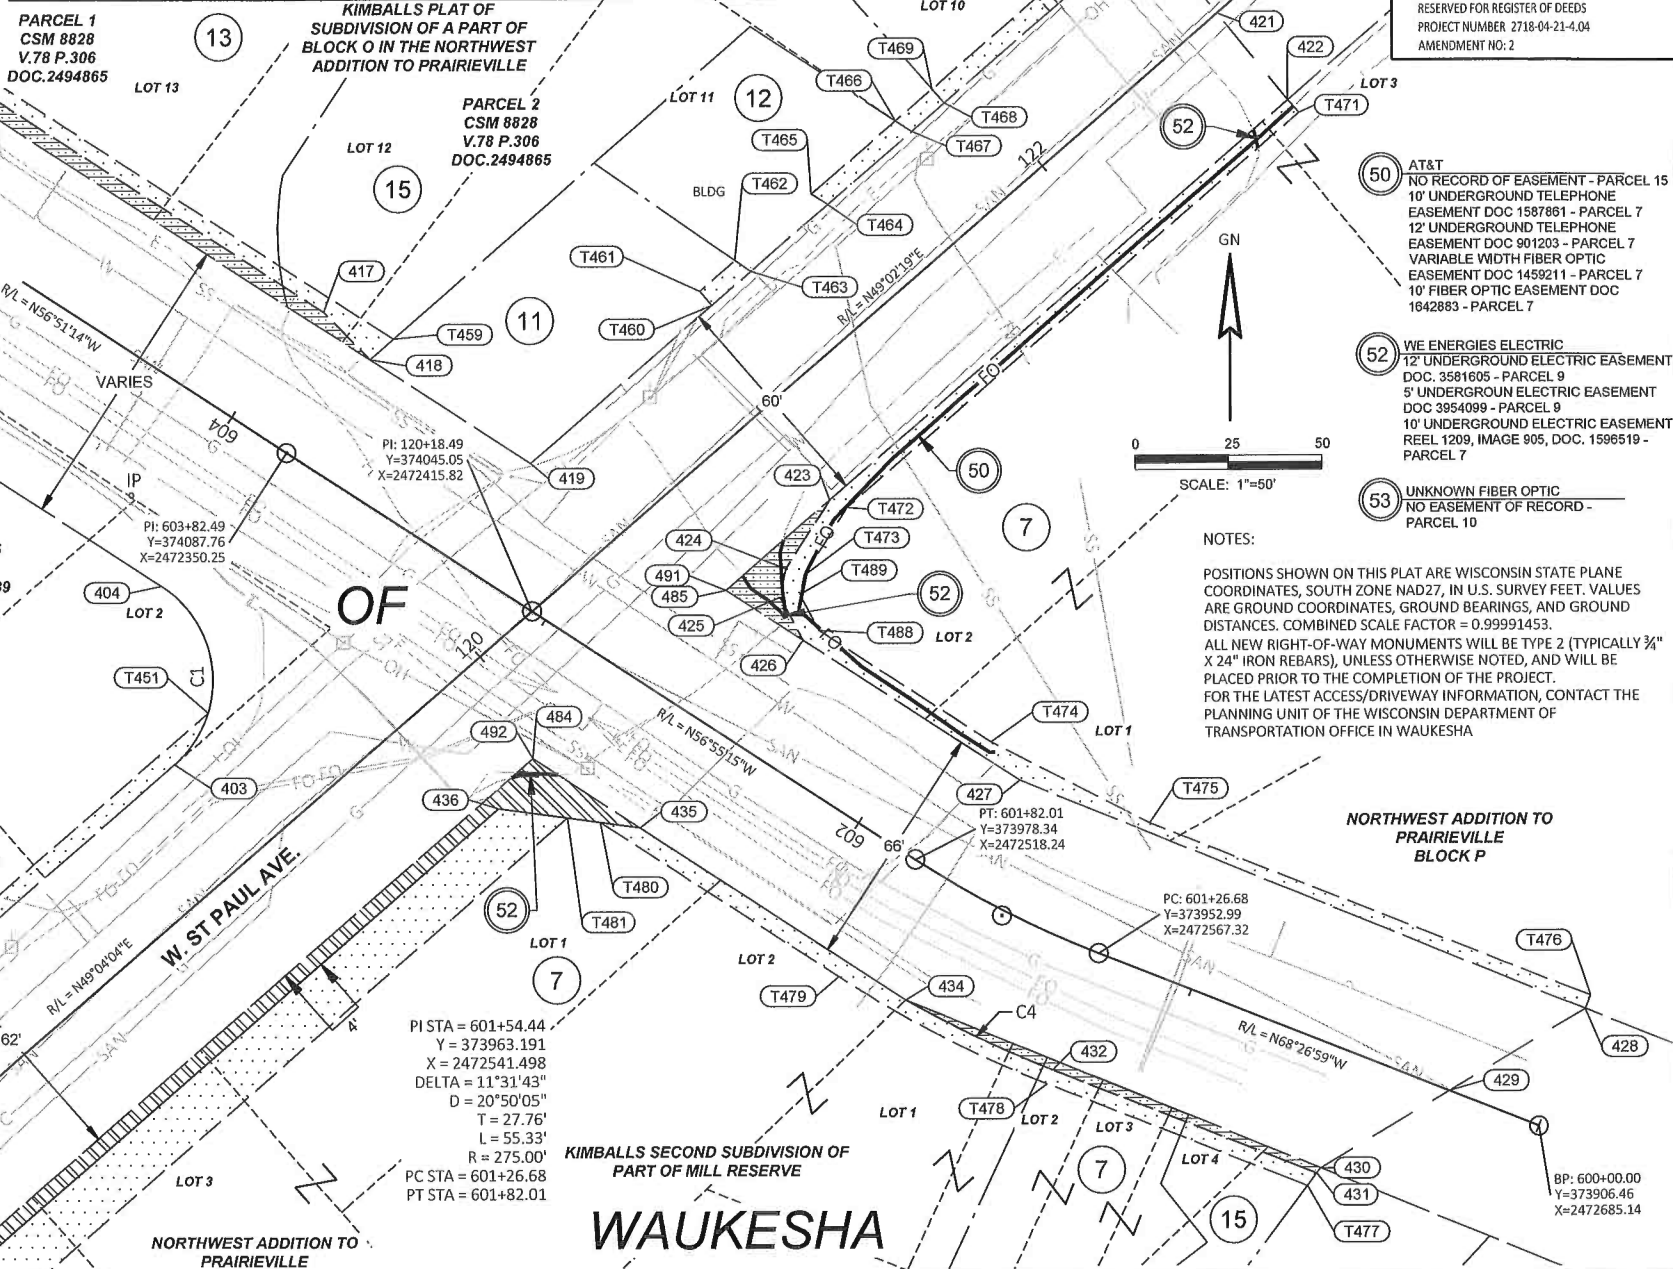 PARCEL 1
CSM 8828
V.78 P.306
DOC.2494865
13
LOT 13
KIMBALLS PLAT OF
SUBDIVISION OF A PART OF
BLOCK O IN THE NORTHWEST
ADDITION TO PRAIRIEVILLE
PARCEL 2
CSM 8828
V.78 P.306
DOC.2494865
LOT 12
15
LOT 11
12
LOT 10
BLDG
T469
T466
T468
T467
T465
T462
T464
T461
T463
T460
421
422
T471
LOT 3
52
122
SAN
R/L = N49°02'19"E
RESERVED FOR REGISTER OF DEEDS
PROJECT NUMBER 2718-04-21-4.04
AMENDMENT NO: 2
50
AT&T
NO RECORD OF EASEMENT - PARCEL 15
10' UNDERGROUND TELEPHONE
EASEMENT DOC 1587861 - PARCEL 7
12' UNDERGROUND TELEPHONE
EASEMENT DOC 901203 - PARCEL 7
VARIABLE WIDTH FIBER OPTIC
EASEMENT DOC 1459211 - PARCEL 7
10' FIBER OPTIC EASEMENT DOC
1642883 - PARCEL 7
52
WE ENERGIES ELECTRIC
12' UNDERGROUND ELECTRIC EASEMENT
DOC. 3581605 - PARCEL 9
5' UNDERGROUN ELECTRIC EASEMENT
DOC 3954099 - PARCEL 9
10' UNDERGROUND ELECTRIC EASEMENT
REEL 1209, IMAGE 905, DOC. 1596519 -
PARCEL 7
53
UNKNOWN FIBER OPTIC
NO EASEMENT OF RECORD -
PARCEL 10
GN
0 25 50
SCALE: 1"=50'
NOTES:
POSITIONS SHOWN ON THIS PLAT ARE WISCONSIN STATE PLANE
COORDINATES, SOUTH ZONE NAD27, IN U.S. SURVEY FEET. VALUES
ARE GROUND COORDINATES, GROUND BEARINGS, AND GROUND
DISTANCES. COMBINED SCALE FACTOR = 0.99991453.
ALL NEW RIGHT-OF-WAY MONUMENTS WILL BE TYPE 2 (TYPICALLY ¾"
X 24" IRON REBARS), UNLESS OTHERWISE NOTED, AND WILL BE
PLACED PRIOR TO THE COMPLETION OF THE PROJECT.
FOR THE LATEST ACCESS/DRIVEWAY INFORMATION, CONTACT THE
PLANNING UNIT OF THE WISCONSIN DEPARTMENT OF
TRANSPORTATION OFFICE IN WAUKESHA
417
T459
418
11
R/L = N56°51'14"W
VARIES
604
IP
PI: 603+82.49
Y=374087.76
X=2472350.25
PI: 120+18.49
Y=374045.05
X=2472415.82
419
60'
FO
50
423
T472
T473
7
424
T489
491
485
52
425
T488
LOT 2
426
FO
404
LOT 2
T451
C1
OF
120
403
492
484
436
435
R/L = N56°55'15"W
602
66'
T474
LOT 1
T475
427
PT: 601+82.01
Y=373978.34
X=2472518.24
NORTHWEST ADDITION TO
PRAIRIEVILLE
BLOCK P
PC: 601+26.68
Y=373952.99
X=2472567.32
T476
428
429
R/L = N68°26'59"W
BP: 600+00.00
Y=373906.46
X=2472685.14
W. ST PAUL AVE.
R/L = N49°04'04"E
62'
4'
52
T480
T481
LOT 1
7
LOT 2
T479
434
C4
432
T478
LOT 1
LOT 2
LOT 3
7
LOT 4
430
431
T477
15
PI STA = 601+54.44
Y = 373963.191
X = 2472541.498
DELTA = 11°31'43"
D = 20°50'05"
T = 27.76'
L = 55.33'
R = 275.00'
PC STA = 601+26.68
PT STA = 601+82.01
KIMBALLS SECOND SUBDIVISION OF
PART OF MILL RESERVE
LOT 3
NORTHWEST ADDITION TO
PRAIRIEVILLE
WAUKESHA